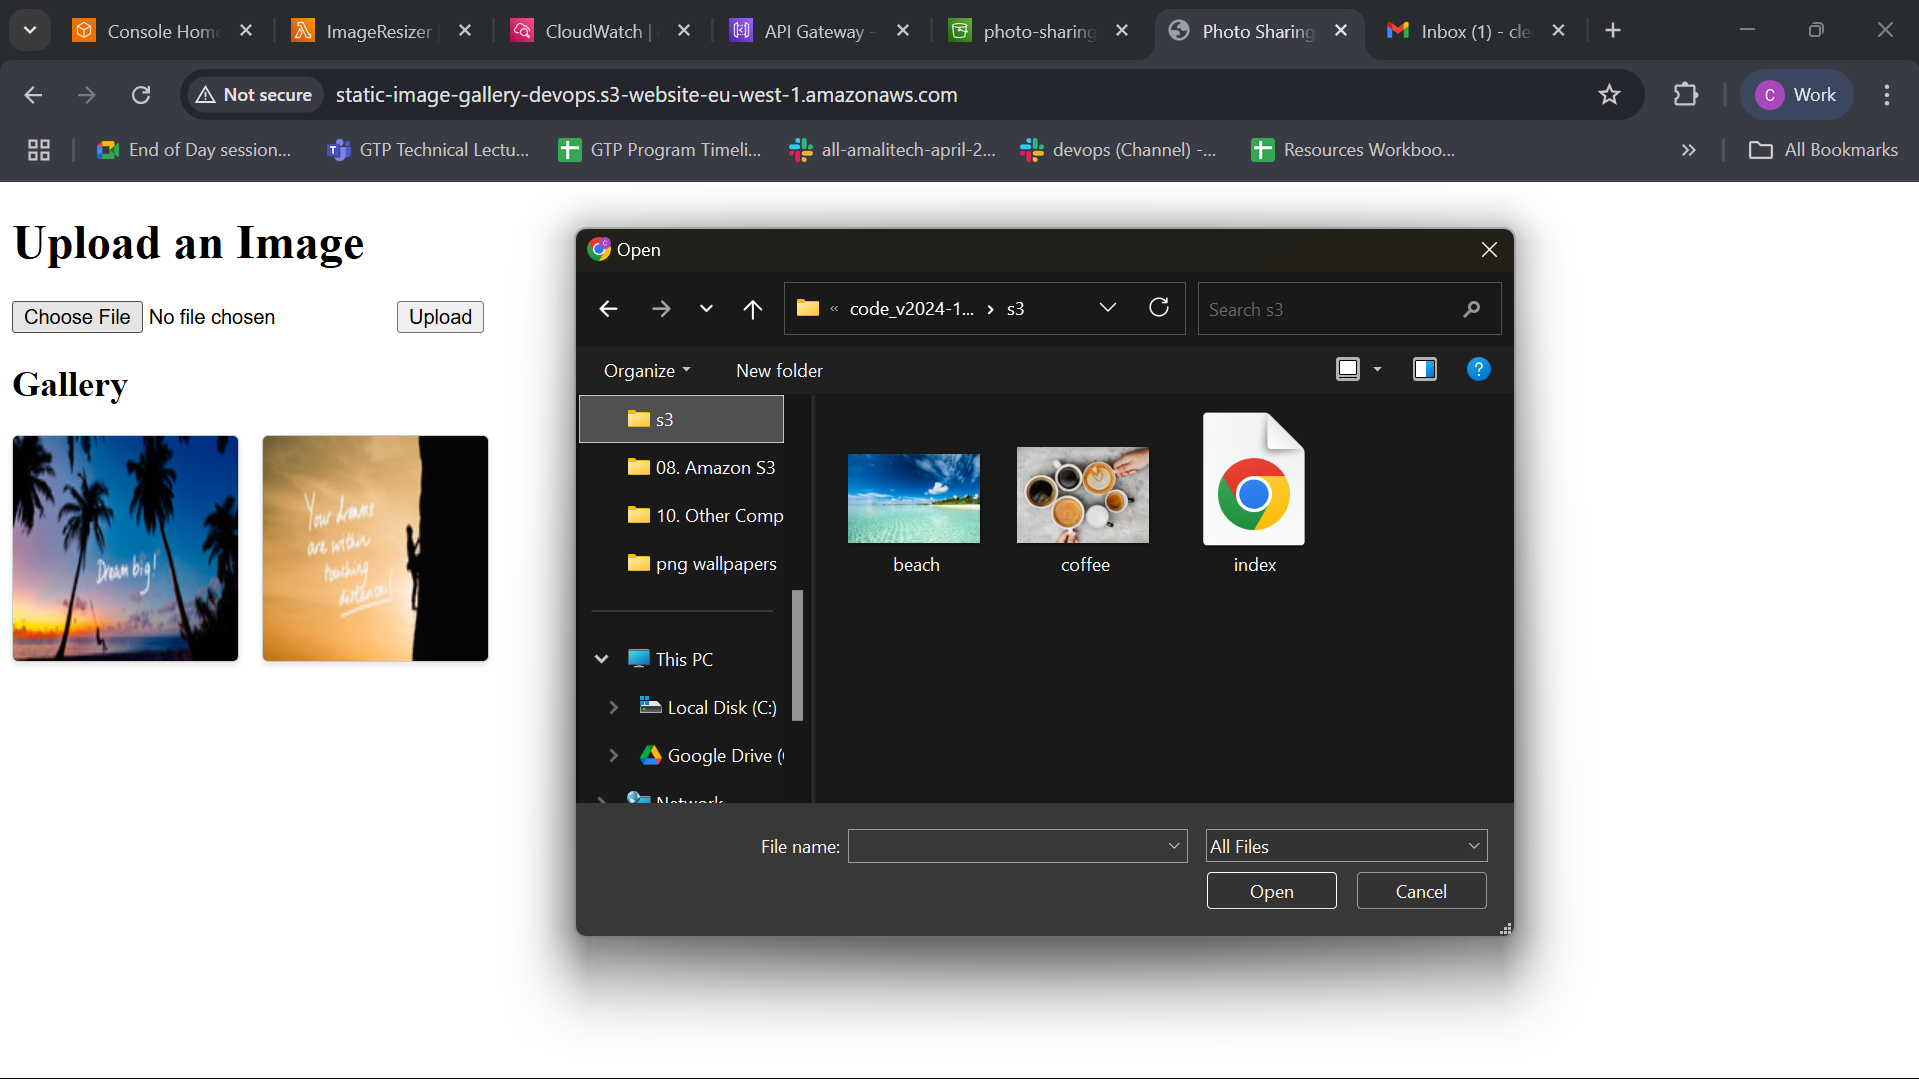 Console Hom
ImageResizer
CloudWatch |
API Gateway -
photo-sharing
Photo Sharing
Inbox (1) - cle
Not secure
static-image-gallery-devops.s3-website-eu-west-1.amazonaws.com
C
Work
End of Day session...
GTP Technical Lectu...
GTP Program Timeli...
all-amalitech-april-2...
devops (Channel) -...
Resources Workboo...
»
All Bookmarks
Upload an Image
Choose File
No file chosen
Upload
Gallery
Dream big!
Your dreams
are within
touching
distance!
Open
«
code_v2024-1...
›
s3
Search s3
Organize
New folder
?
s3
08. Amazon S3
10. Other Comp
png wallpapers
This PC
Local Disk (C:)
Google Drive (
Network
beach
coffee
index
File name:
All Files
Open
Cancel